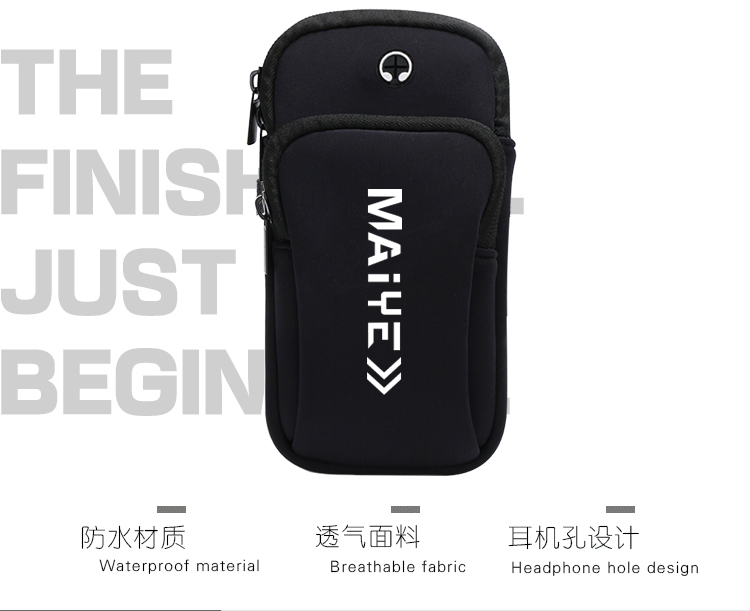 THE
FINISH
JUST
BEGIN
MAIYE
防水材质
Waterproof material
透气面料
Breathable fabric
耳机孔设计
Headphone hole design